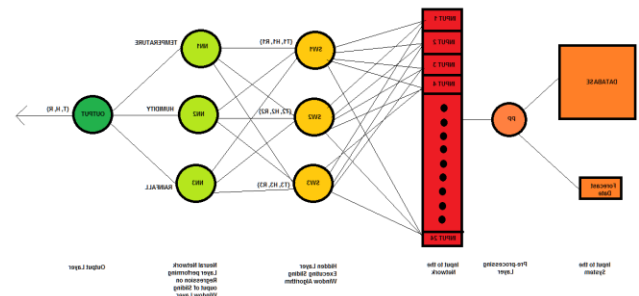 DATABASE
Forecast
Data
PP
INPUT 1
INPUT 2
INPUT 3
INPUT 4
INPUT 24
SW1
SW2
SW3
{T1, H1, R1}
{T2, H2, R2}
{T3, H3, R3}
NN1
NN2
NN3
TEMPERATURE
HUMIDITY
RAINFALL
OUTPUT
{T, H, R}
Input to the
System
Pre-processing
Layer
Input to the
Network
Hidden Layer
Executing Sliding
Window Algorithm
Neural Network
Layer performing
Regression on
ouput of Sliding
Window Layer
Output Layer